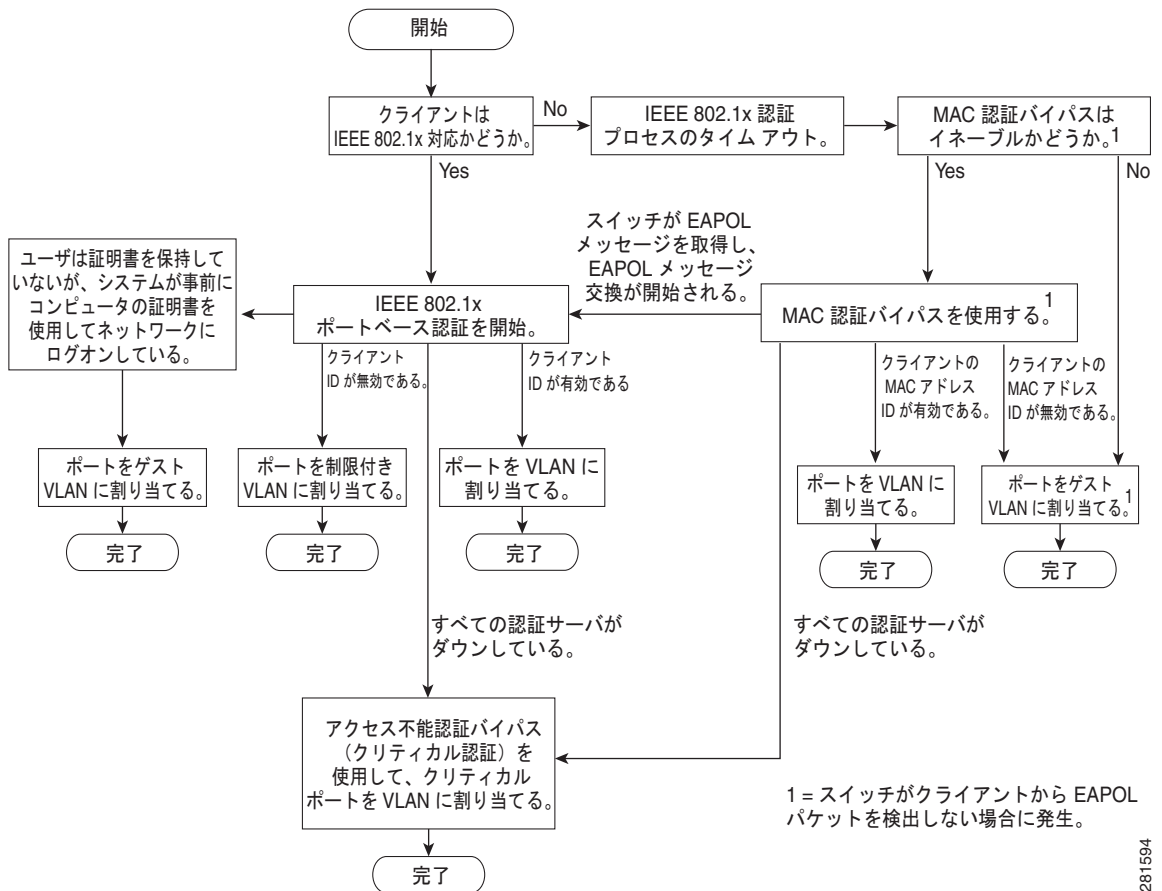 開始
クライアントは
IEEE 802.1x 対応かどうか。
No
IEEE 802.1x 認証
プロセスのタイム アウト。
MAC 認証バイパスは
イネーブルかどうか。1
Yes
Yes
No
スイッチが EAPOL
メッセージを取得し、
EAPOL メッセージ
交換が開始される。
ユーザは証明書を保持して
いないが、システムが事前に
コンピュータの証明書を
使用してネットワークに
ログオンしている。
IEEE 802.1x
ポートベース認証を開始。
MAC 認証バイパスを使用する。1
クライアント
ID が無効である。
クライアント
ID が有効である
クライアントの
MAC アドレス
ID が有効である。
クライアントの
MAC アドレス
ID が無効である。
ポートをゲスト
VLAN に割り当てる。
ポートを制限付き
VLAN に割り当てる。
ポートを VLAN に
割り当てる。
ポートを VLAN に
割り当てる。
ポートをゲスト
VLAN に割り当てる。1
完了
完了
完了
完了
完了
すべての認証サーバが
ダウンしている。
すべての認証サーバが
ダウンしている。
アクセス不能認証バイパス
（クリティカル認証）を
使用して、クリティカル
ポートを VLAN に割り当てる。
完了
1 = スイッチがクライアントから EAPOL
パケットを検出しない場合に発生。
281594